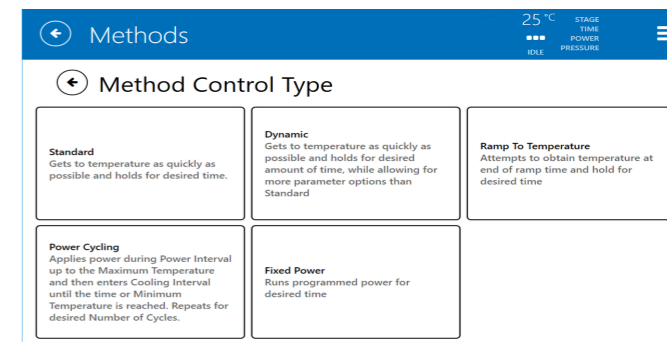 Methods
25 °C
IDLE
STAGE
TIME
POWER
PRESSURE
Method Control Type
Standard
Gets to temperature as quickly as
possible and holds for desired time.
Dynamic
Gets to temperature as quickly as
possible and holds for desired
amount of time, while allowing for
more parameter options than
Standard
Ramp To Temperature
Attempts to obtain temperature at
end of ramp time and hold for
desired time
Power Cycling
Applies power during Power Interval
up to the Maximum Temperature
and then enters Cooling Interval
until the time or Minimum
Temperature is reached. Repeats for
desired Number of Cycles.
Fixed Power
Runs programmed power for
desired time